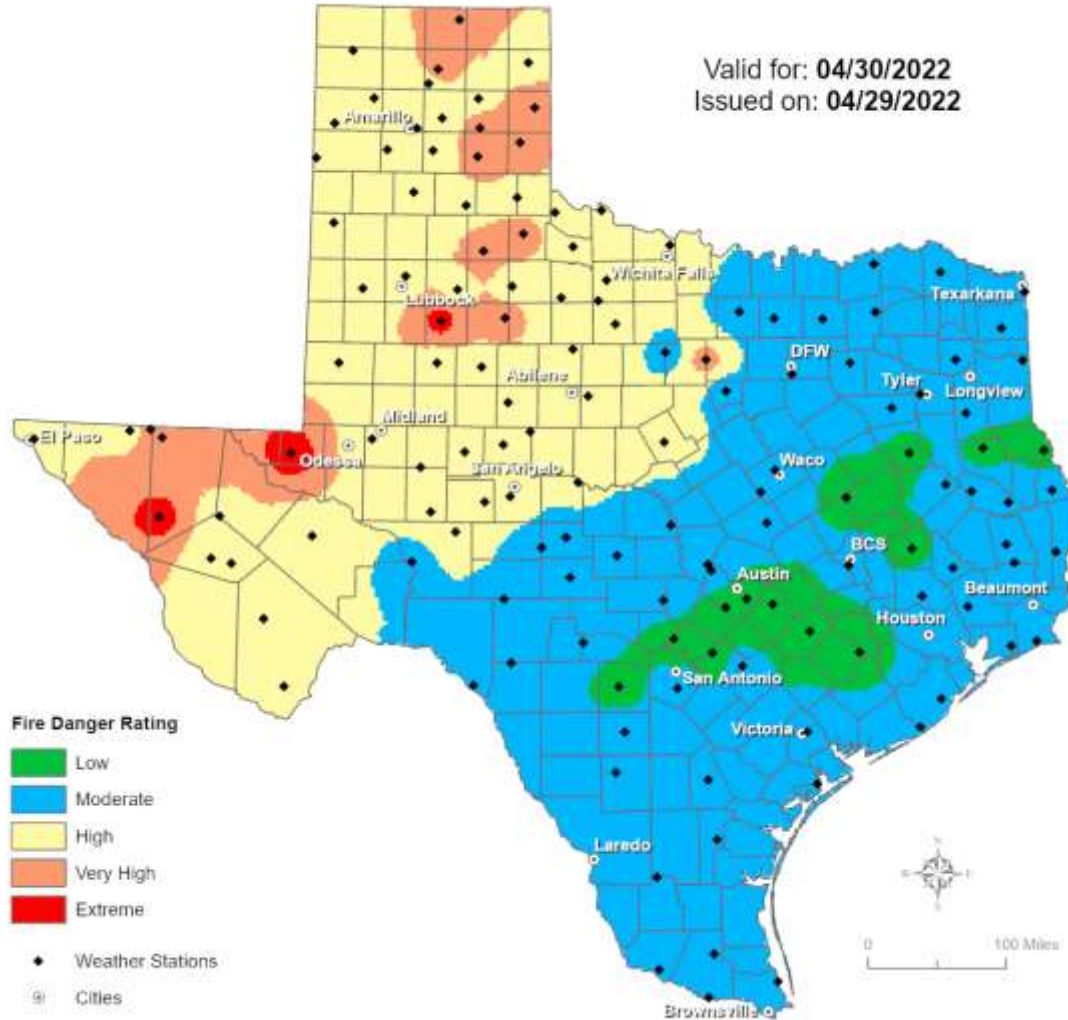 Valid for: 04/30/2022
Issued on: 04/29/2022
Amarillo
Wichita Falls
Lubbock
Texarkana
DFW
Abilene
Tyler
Longview
Midland
El Paso
Odessa
San Angelo
Waco
BCS
Austin
Beaumont
Houston
San Antonio
Victoria
Laredo
Brownsville
Fire Danger Rating
Low
Moderate
High
Very High
Extreme
Weather Stations
Cities
N
E
S
0 100 Miles